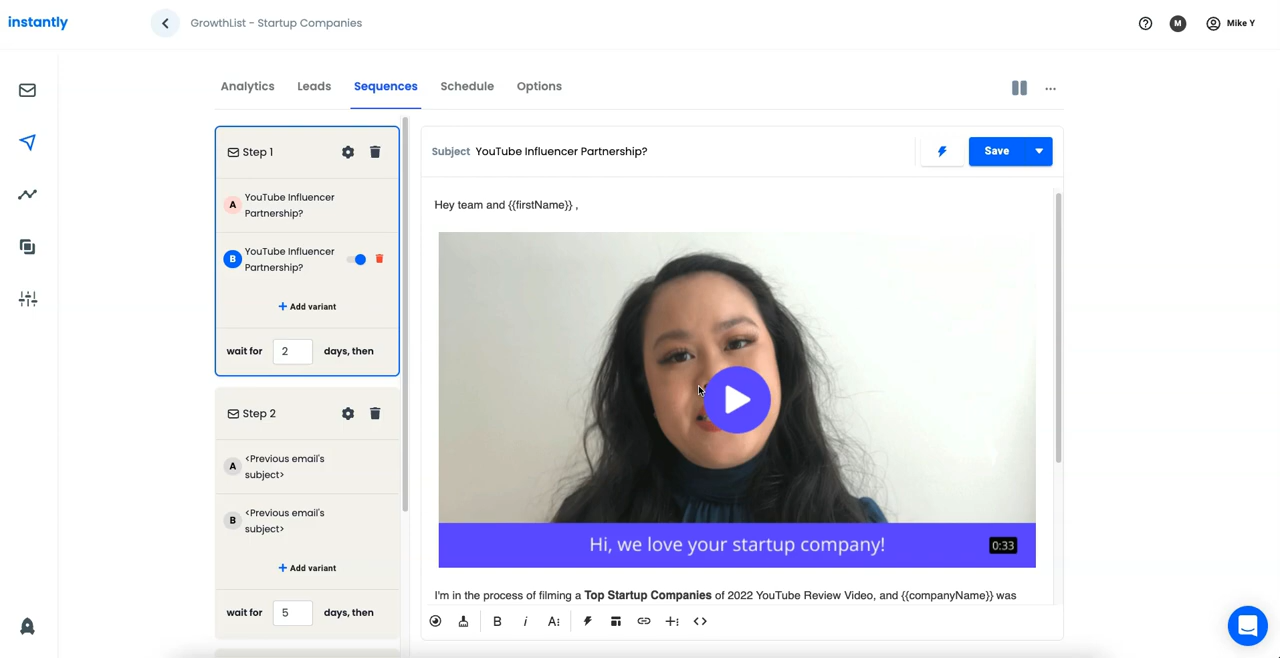 instantly
GrowthList - Startup Companies
M
Mike Y
Analytics
Leads
Sequences
Schedule
Options
Step 1
A
YouTube Influencer
Partnership?
B
YouTube Influencer
Partnership?
+ Add variant
wait for 2 days, then
Step 2
A
<Previous email's
subject>
B
<Previous email's
subject>
+ Add variant
wait for 5 days, then
Subject YouTube Influencer Partnership?
Save
Hey team and {{firstName}} ,
Hi, we love your startup company!
0:33
I'm in the process of filming a Top Startup Companies of 2022 YouTube Review Video, and {{companyName}} was
B
i
A